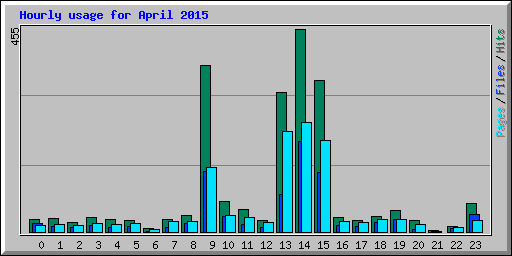 Hourly usage for April 2015
455
Pages/Files/Hits
0 1 2 3 4 5 6 7 8 9 10 11 12 13 14 15 16 17 18 19 20 21 22 23